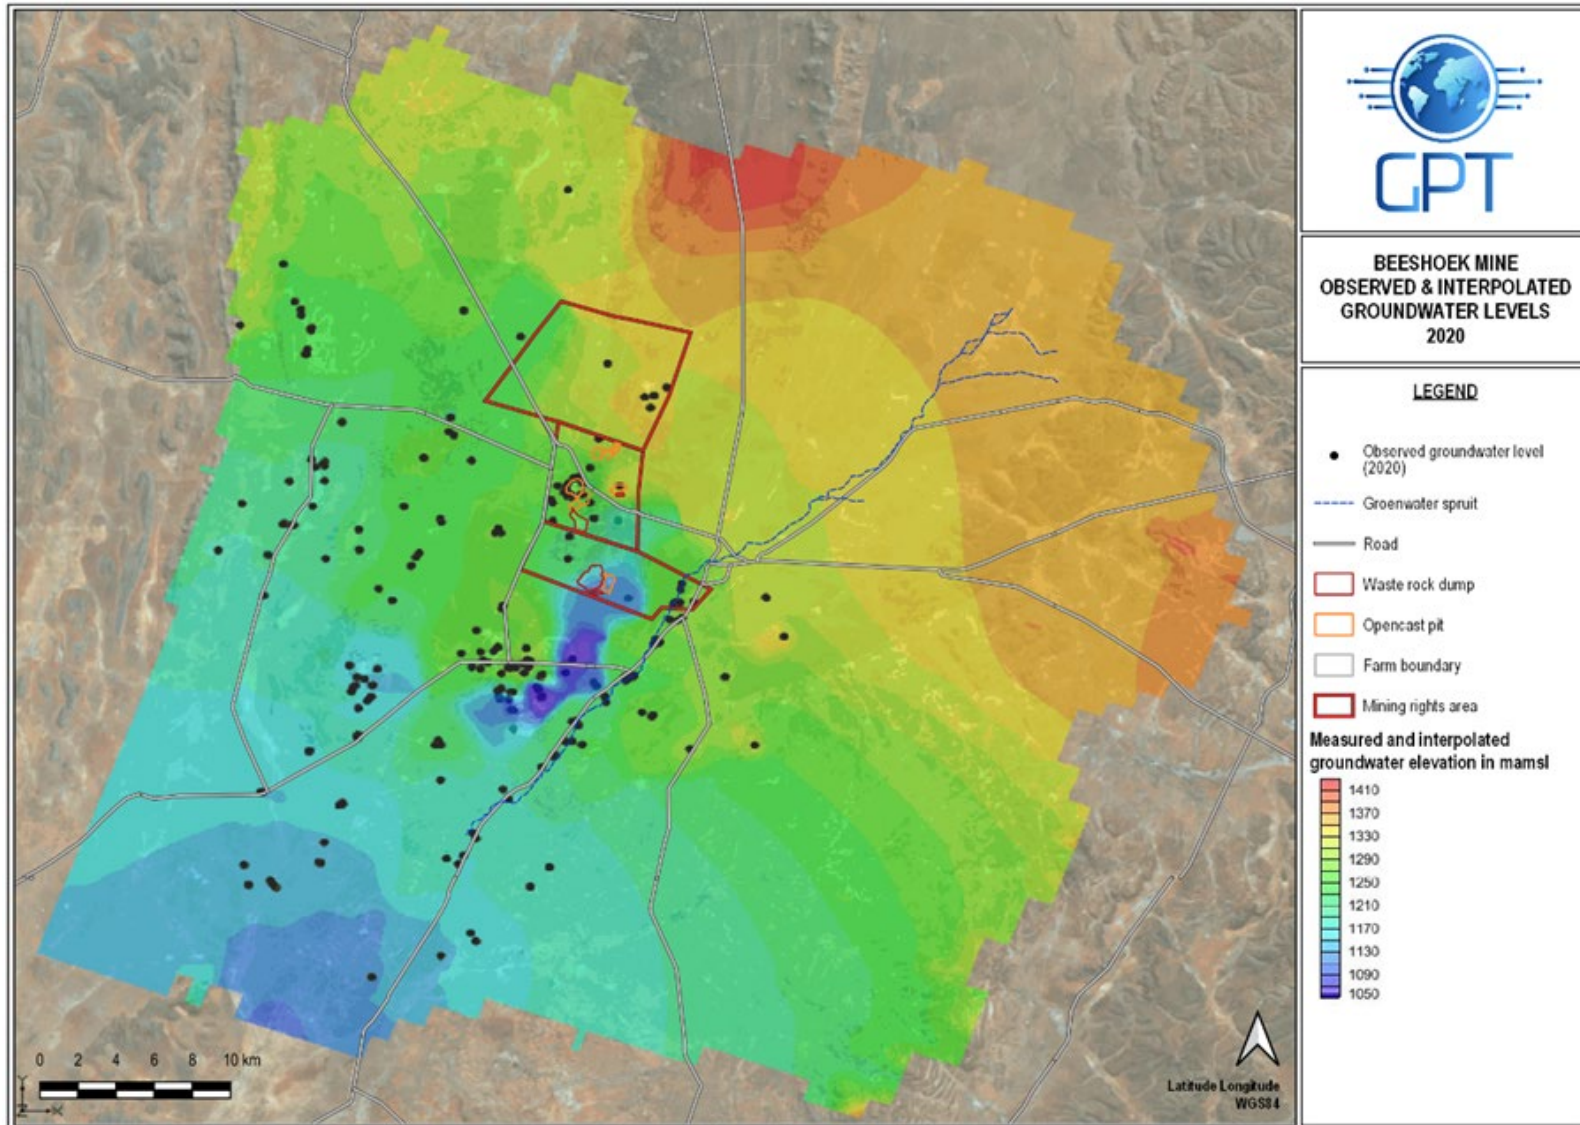 GPT
BEESHOEK MINE
OBSERVED & INTERPOLATED
GROUNDWATER LEVELS
2020
LEGEND
Observed groundwater level
(2020)
Groenwater spruit
Road
Waste rock dump
Opencast pit
Farm boundary
Mining rights area
Measured and interpolated
groundwater elevation in mamsl
1410
1370
1330
1290
1250
1210
1170
1130
1090
1050
0 2 4 6 8 10 km
Y
Z X
Latitude Longitude
WGS84